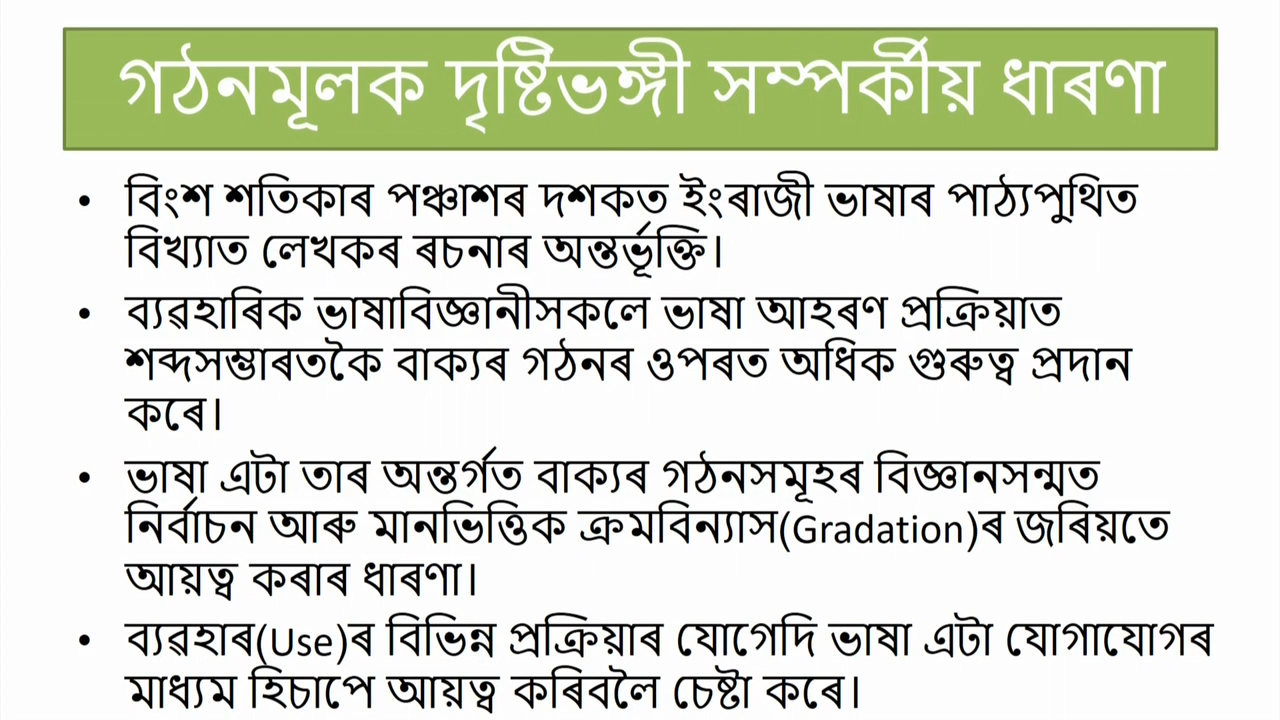 গঠনমূলক দৃষ্টিভঙ্গী সম্পৰ্কীয় ধাৰণা
• বিংশ শতিকাৰ পঞ্চাশৰ দশকত ইংৰাজী ভাষাৰ পাঠ্যপুথিত
বিখ্যাত লেখকৰ ৰচনাৰ অন্তৰ্ভূক্তি।
• ব্যৱহাৰিক ভাষাবিজ্ঞানীসকলে ভাষা আহৰণ প্ৰক্ৰিয়াত
শব্দসম্ভাৰতকৈ বাক্যৰ গঠনৰ ওপৰত অধিক গুৰুত্ব প্ৰদান
কৰে।
• ভাষা এটা তাৰ অন্তৰ্গত বাক্যৰ গঠনসমূহৰ বিজ্ঞানসন্মত
নিৰ্বাচন আৰু মানভিত্তিক ক্ৰমবিন্যাস(Gradation)ৰ জৰিয়তে
আয়ত্ব কৰাৰ ধাৰণা।
• ব্যৱহাৰ(Use)ৰ বিভিন্ন প্ৰক্ৰিয়াৰ যোগেদি ভাষা এটা যোগাযোগৰ
মাধ্যম হিচাপে আয়ত্ব কৰিবলৈ চেষ্টা কৰে।